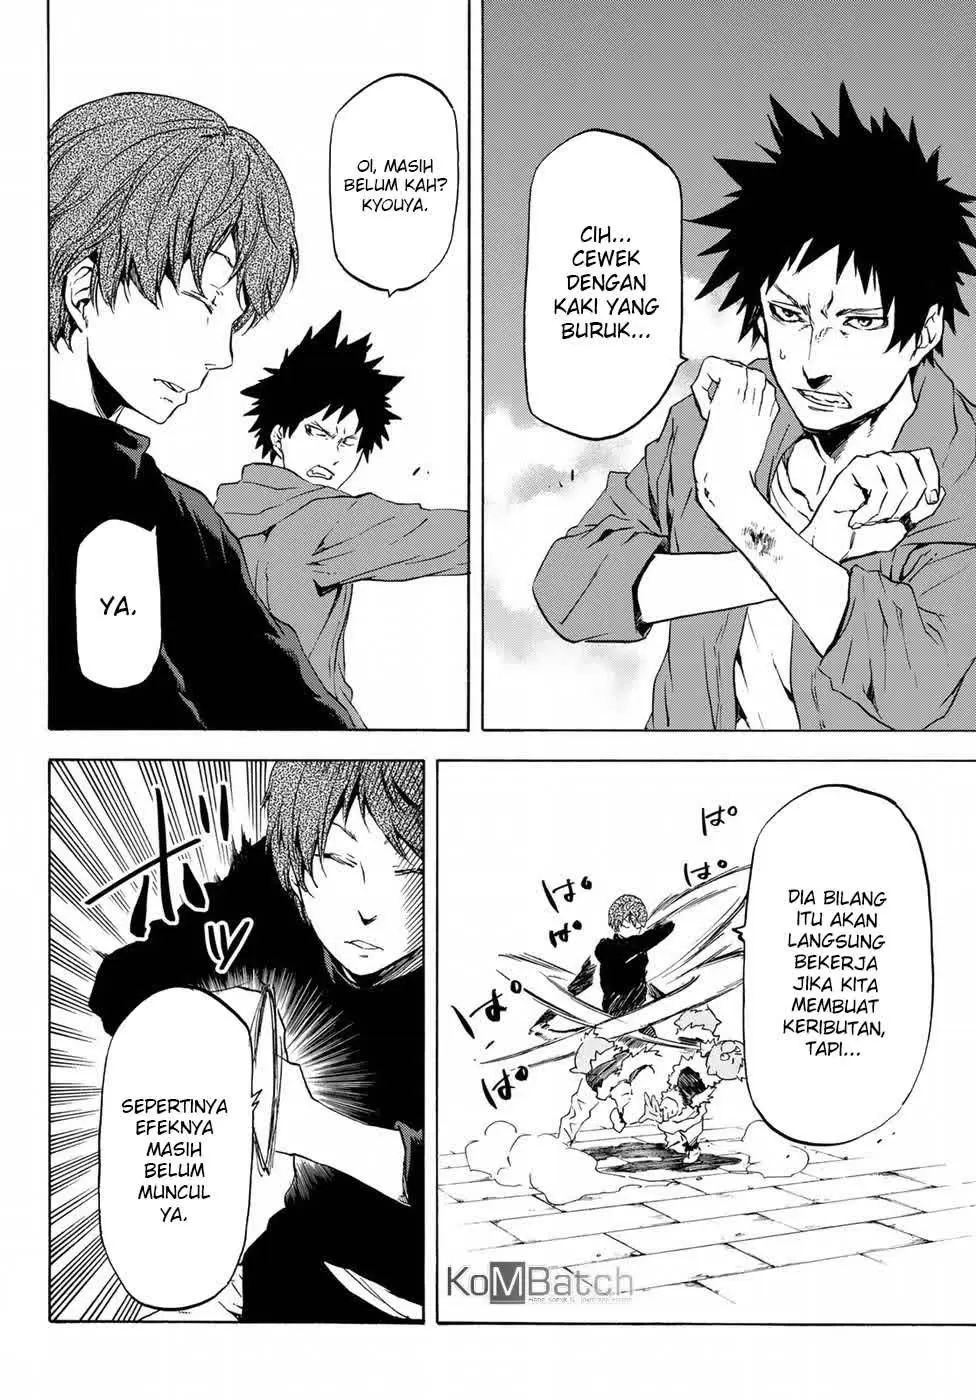 CIH...
CEWEK
DENGAN
KAKI YANG
BURUK...
OI, MASIH
BELUM KAH?
KYOUYA.
YA.
ぱ°
ぱ°
ぱ°
ぱ°
ぱ°
DIA BILANG
ITU AKAN
LANGSUNG
BEKERJA
JIKA KITA
MEMBUAT
KERIBUTAN,
TAPI...
ボッ
SEPERTINYA
EFEKNYA
MASIH
BELUM
MUNCUL
YA.
KoMBatch